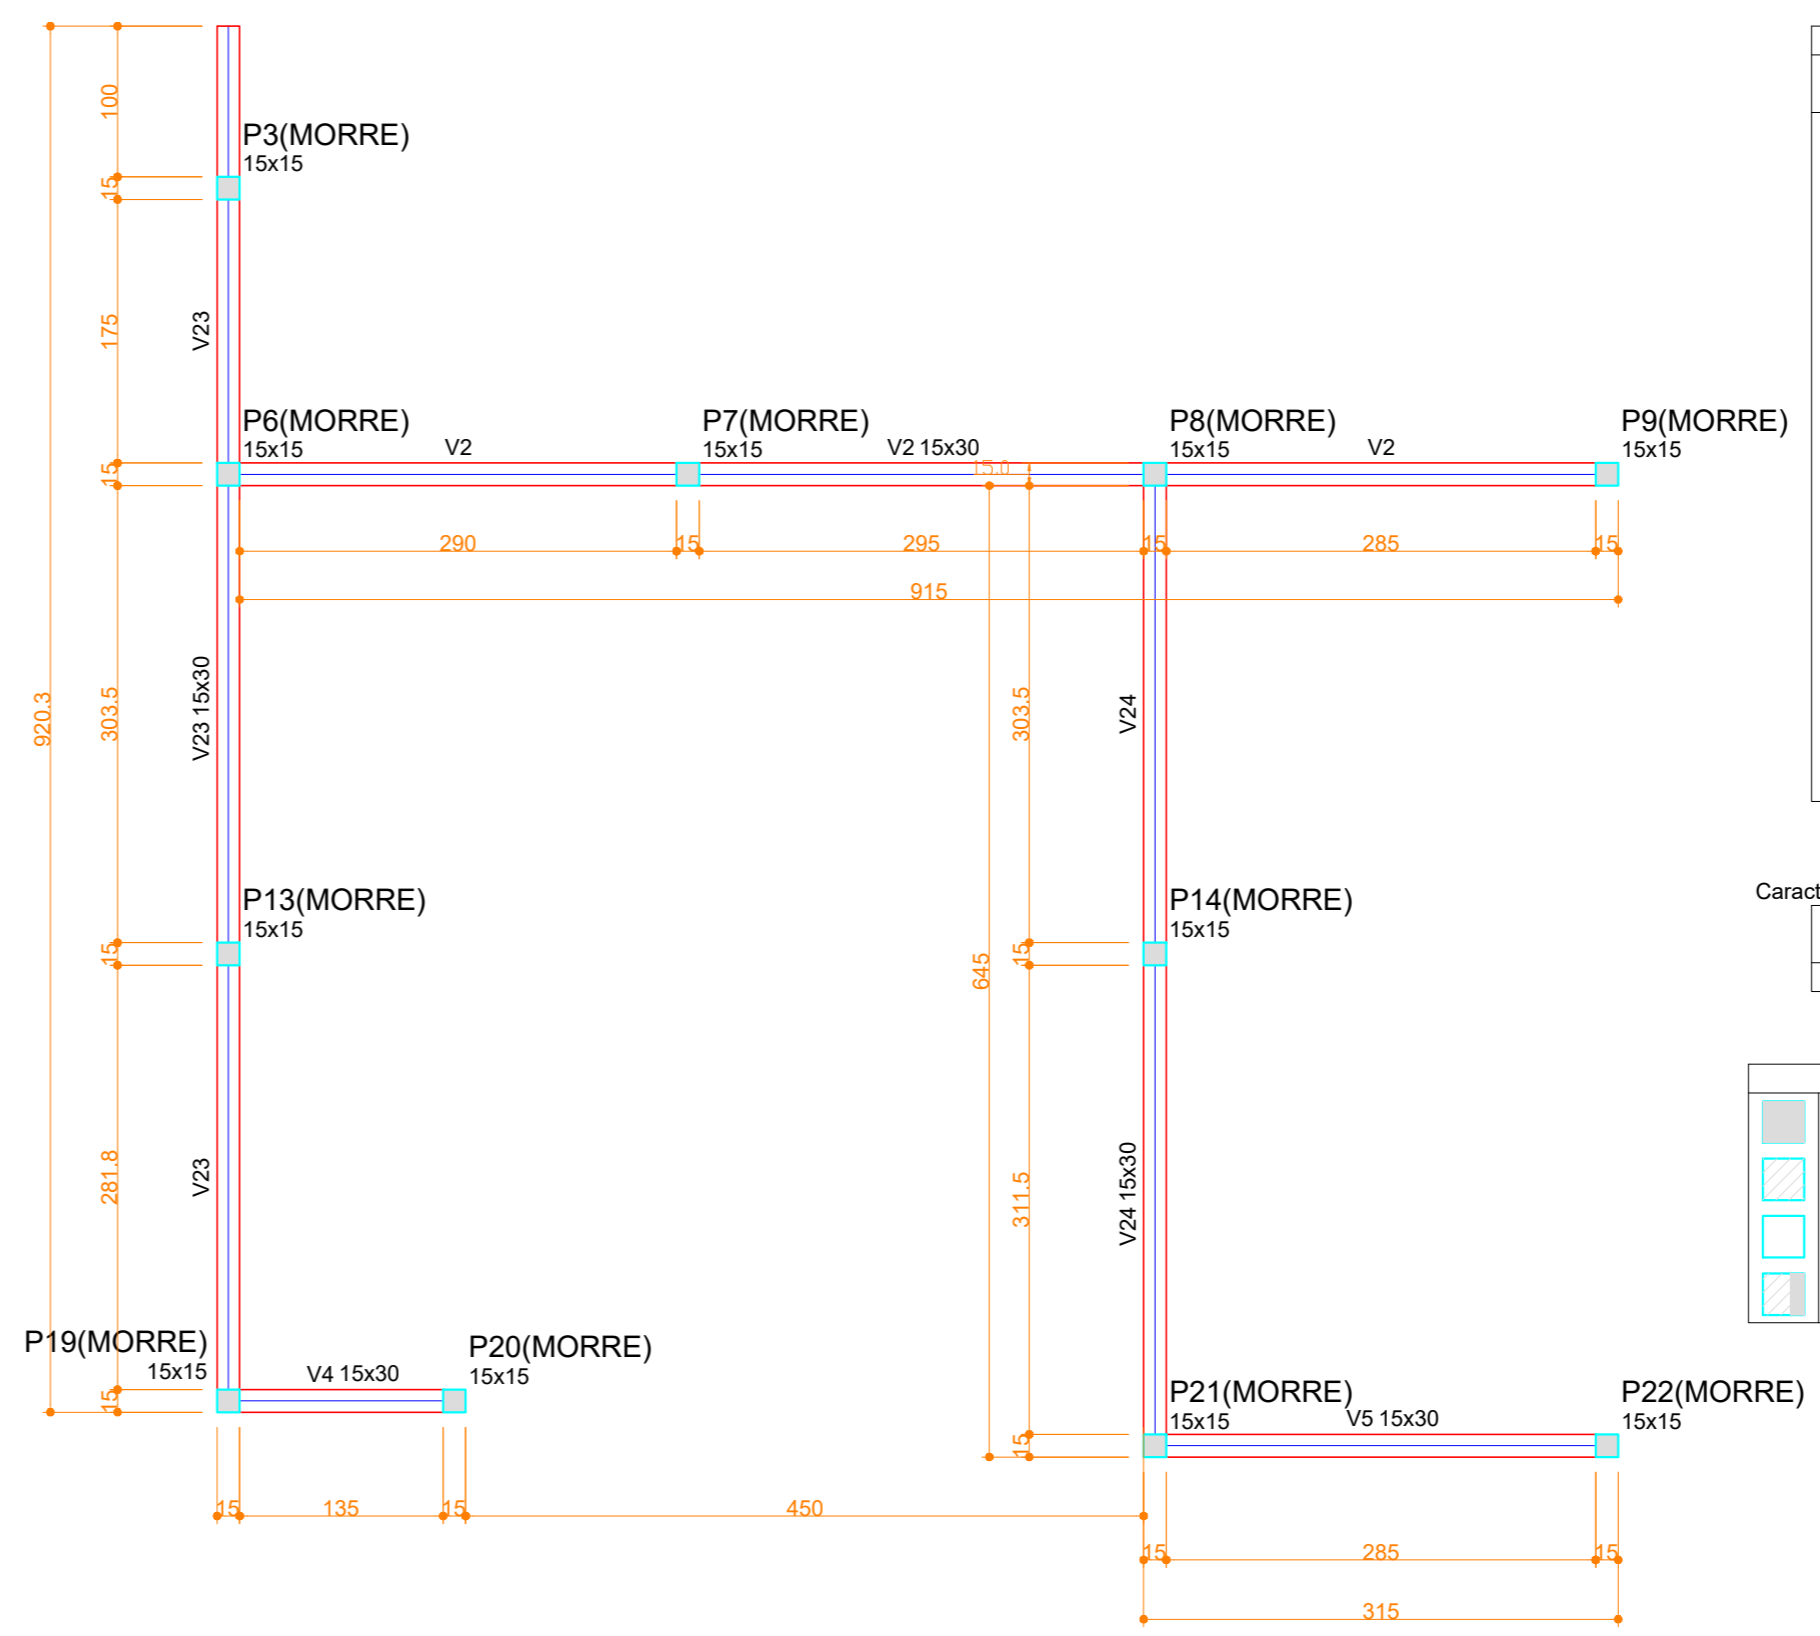 100
P3(MORRE)
15x15
15
175
V23
P6(MORRE)
15x15
V2
P7(MORRE)
15x15
V2 15x30
P8(MORRE)
15x15
V2
P9(MORRE)
15x15
15
15.0
290
15
295
15
285
15
915
920.3
303.5
V23 15x30
303.5
V24
Caract
P13(MORRE)
15x15
15
P14(MORRE)
15x15
15
645
281.8
V23
311.5
V24 15x30
P19(MORRE)
15x15
V4 15x30
P20(MORRE)
15x15
15
P21(MORRE)
15x15
V5 15x30
P22(MORRE)
15x15
15
15
135
15
450
15
285
15
315